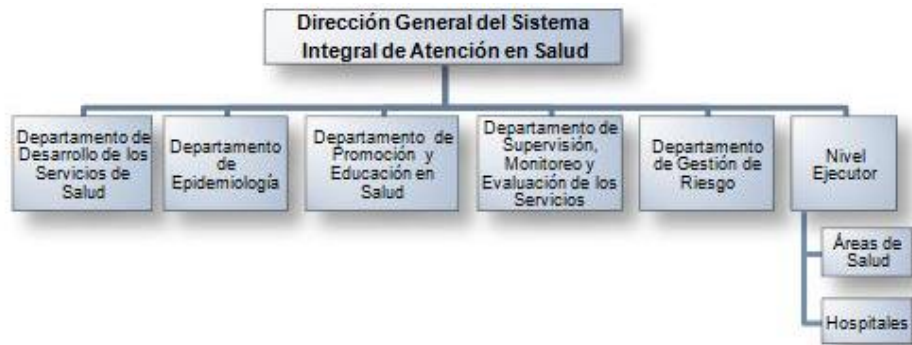 Dirección General del Sistema
Integral de Atención en Salud
Departamento de
Desarrollo de los
Servicios de
Salud
Departamento
de
Epidemiología
Departamento de
Promoción y
Educación en
Salud
Departamento de
Supervisión,
Monitoreo y
Evaluación de los
Servicios
Departamento
de Gestión de
Riesgo
Nivel
Ejecutor
Áreas de
Salud
Hospitales